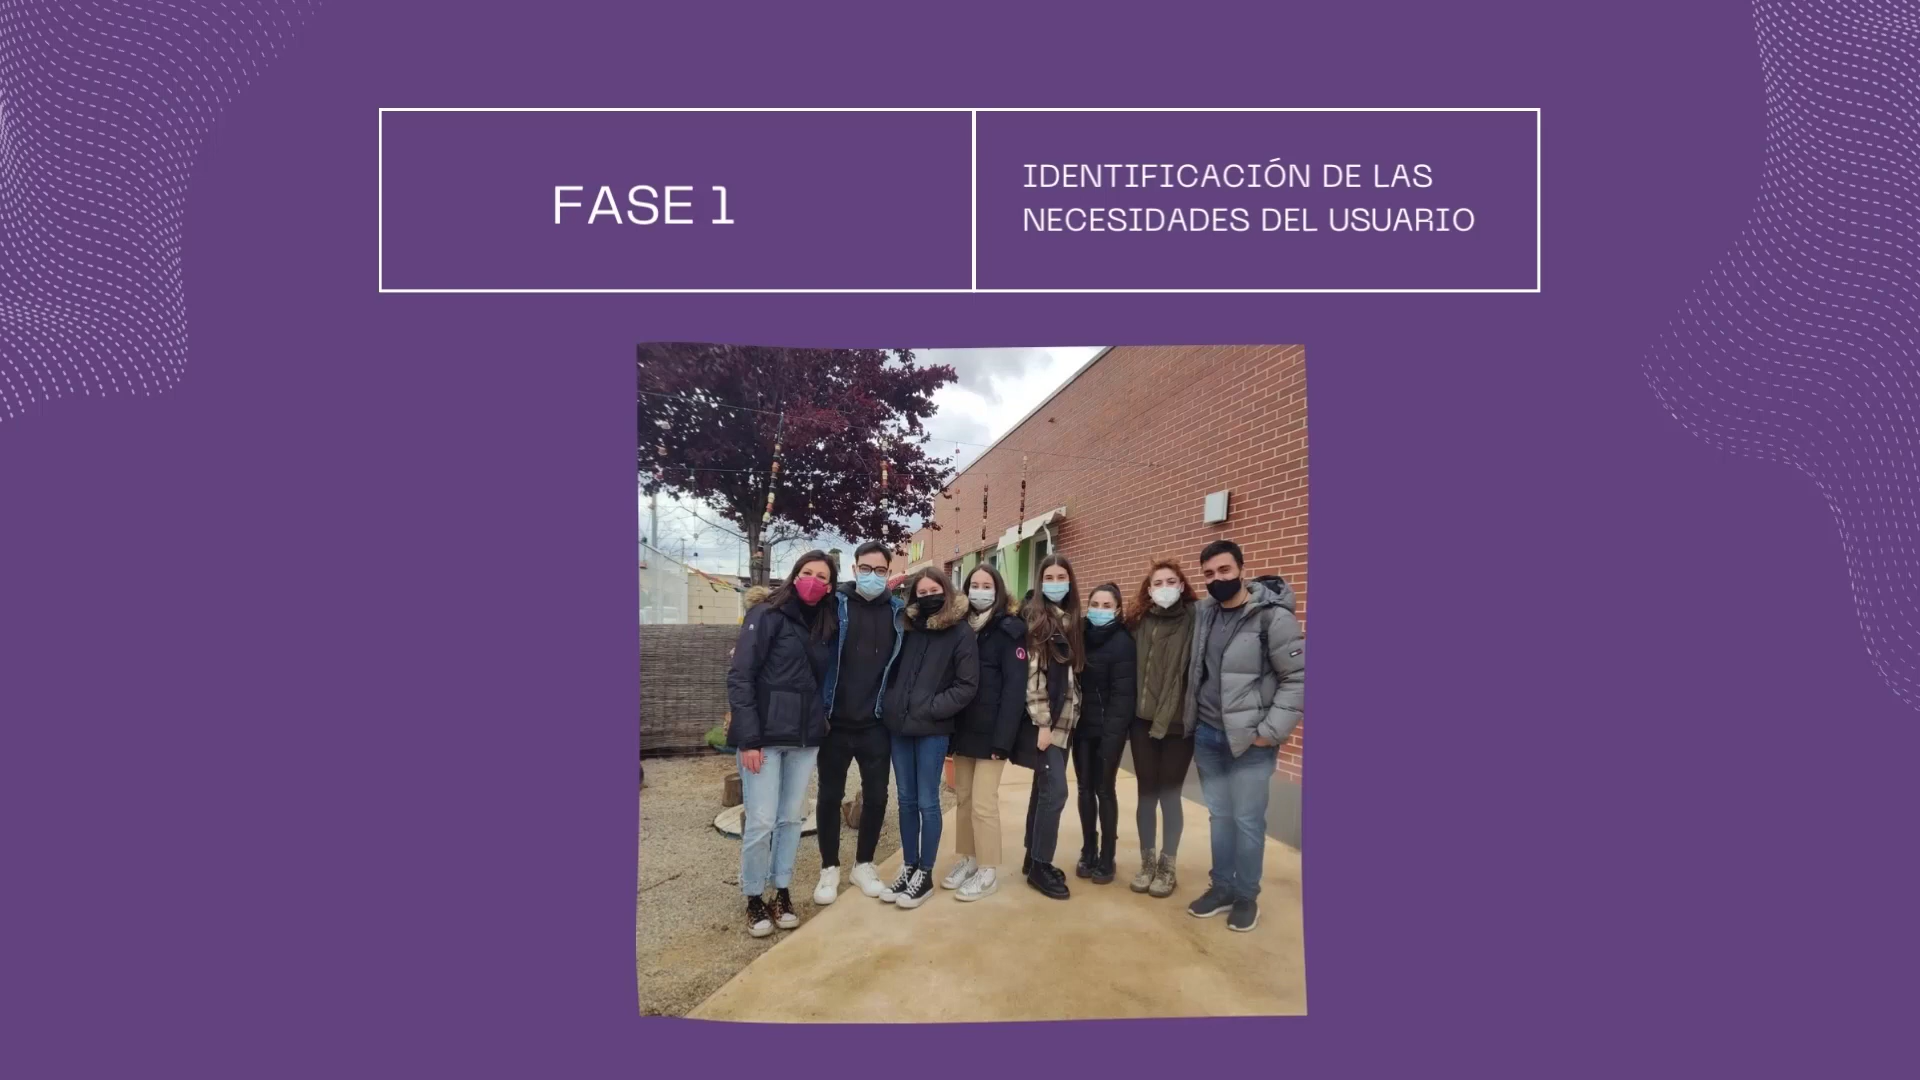 FASE 1
IDENTIFICACIÓN DE LAS
NECESIDADES DEL USUARIO